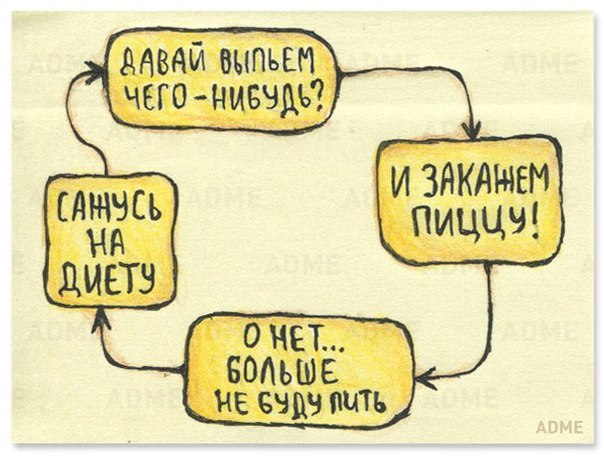 ДАВАЙ ВЫПЬЕМ
ЧЕГО-НИБУДЬ?
И ЗАКАЖЕМ
ПИЦЦУ!
О НЕТ...
БОЛЬШЕ
НЕ БУДУ ПИТЬ
САЖУСЬ
НА
ДИЕТУ
ADME